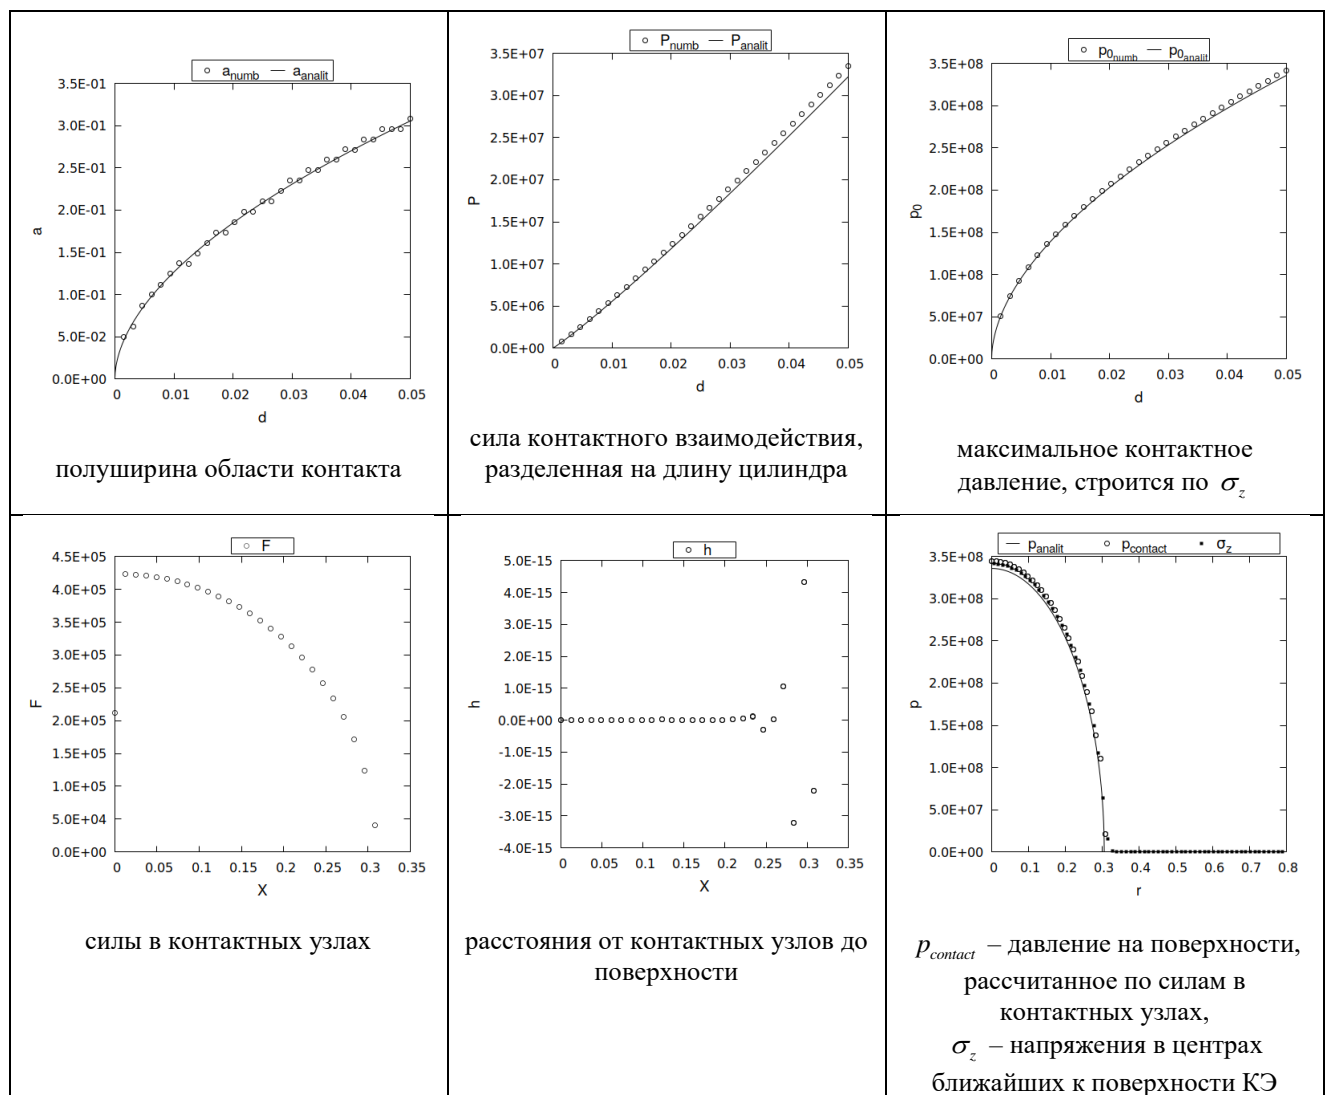 a_numb a_analit
3.5E-01
3.0E-01
2.5E-01
2.0E-01
1.5E-01
1.0E-01
5.0E-02
0.0E+00
a
0 0.01 0.02 0.03 0.04 0.05
d
полуширина области контакта
P_numb P_analit
3.5E+07
3.0E+07
2.5E+07
2.0E+07
1.5E+07
1.0E+07
5.0E+06
0.0E+00
P
0 0.01 0.02 0.03 0.04 0.05
d
сила контактного взаимодействия,
разделенная на длину цилиндра
p_0numb p_0analit
3.5E+08
3.0E+08
2.5E+08
2.0E+08
1.5E+08
1.0E+08
5.0E+07
0.0E+00
p_0
0 0.01 0.02 0.03 0.04 0.05
d
максимальное контактное
давление, строится по σ_z
F
4.5E+05
4.0E+05
3.5E+05
3.0E+05
2.5E+05
2.0E+05
1.5E+05
1.0E+05
5.0E+04
0.0E+00
F
0 0.05 0.1 0.15 0.2 0.25 0.3 0.35
X
силы в контактных узлах
h
5.0E-15
4.0E-15
3.0E-15
2.0E-15
1.0E-15
0.0E+00
-1.0E-15
-2.0E-15
-3.0E-15
-4.0E-15
h
0 0.05 0.1 0.15 0.2 0.25 0.3 0.35
X
расстояния от контактных узлов до
поверхности
p_analit p_contact σ_z
3.5E+08
3.0E+08
2.5E+08
2.0E+08
1.5E+08
1.0E+08
5.0E+07
0.0E+00
p
0 0.1 0.2 0.3 0.4 0.5 0.6 0.7 0.8
r
p_contact – давление на поверхности,
рассчитанное по силам в
контактных узлах,
σ_z – напряжения в центрах
ближайших к поверхности КЭ